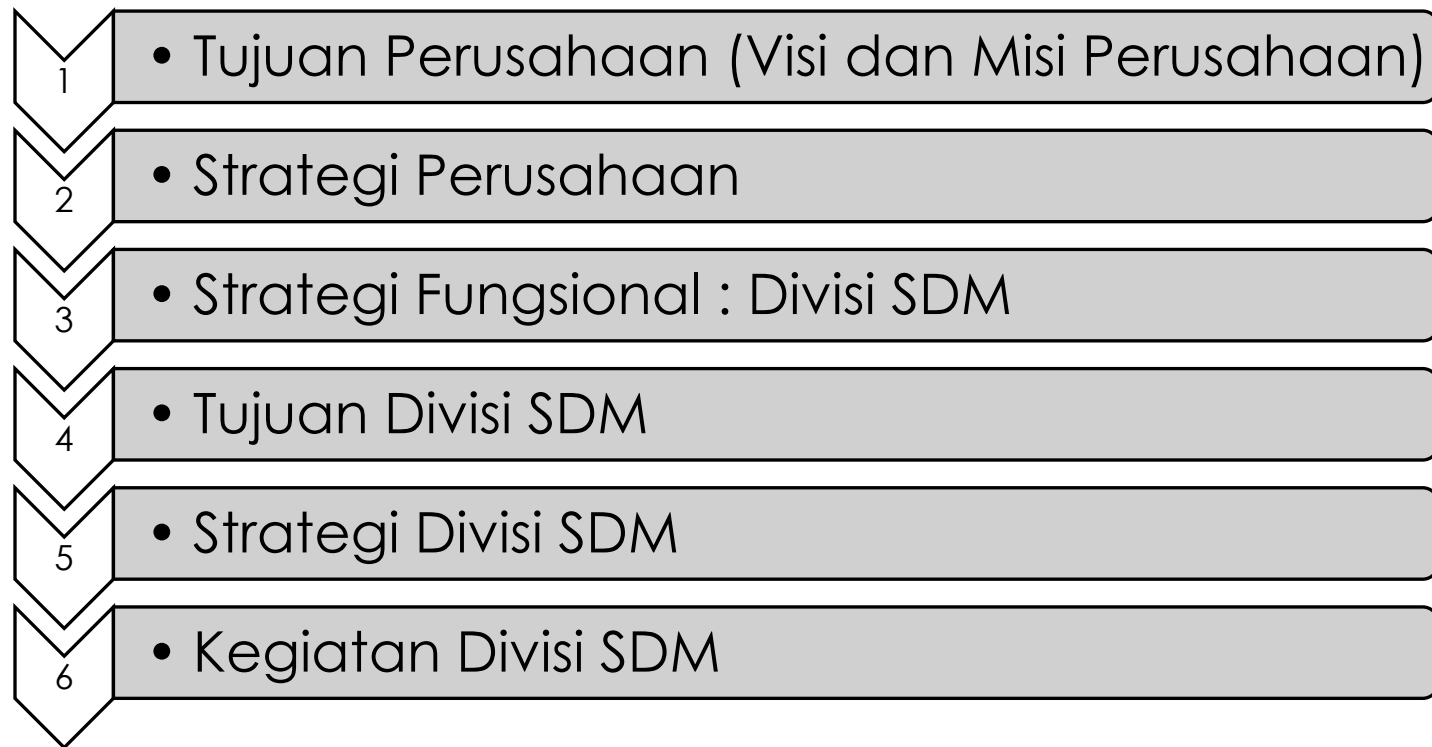 1
• Tujuan Perusahaan (Visi dan Misi Perusahaan)
2
• Strategi Perusahaan
3
• Strategi Fungsional : Divisi SDM
4
• Tujuan Divisi SDM
5
• Strategi Divisi SDM
6
• Kegiatan Divisi SDM